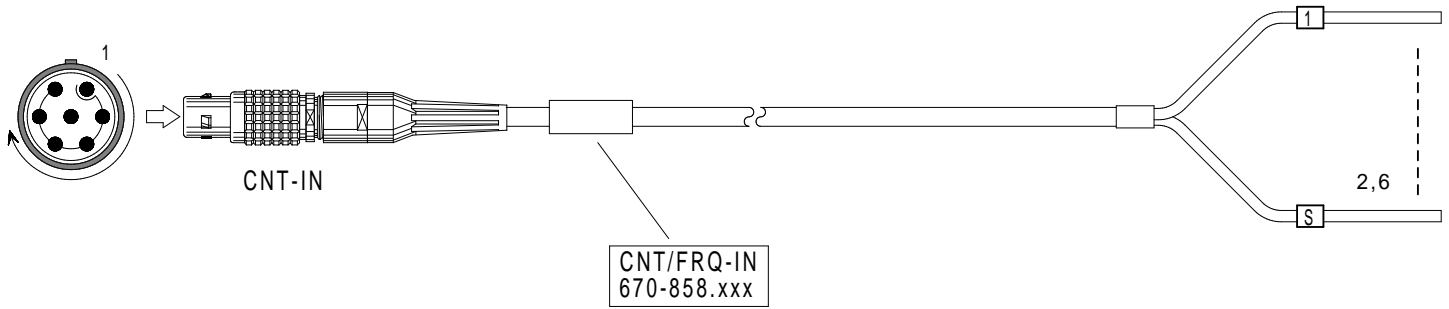 1
1
CNT-IN
2,6
S
CNT/FRQ-IN
670-858.xxx